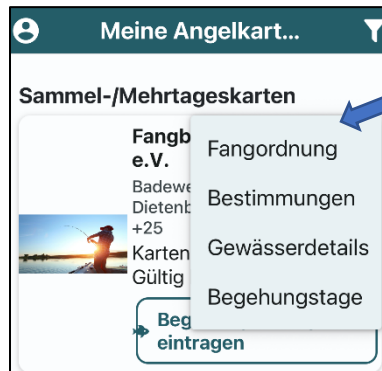 Meine Angelkart...
Sammel-/Mehrtageskarten
Fangb
e.V.
Badewe
Dietenb
+25
Karten
Gültig
Beg
eintragen
Fangordnung
Bestimmungen
Gewässerdetails
Begehungstage